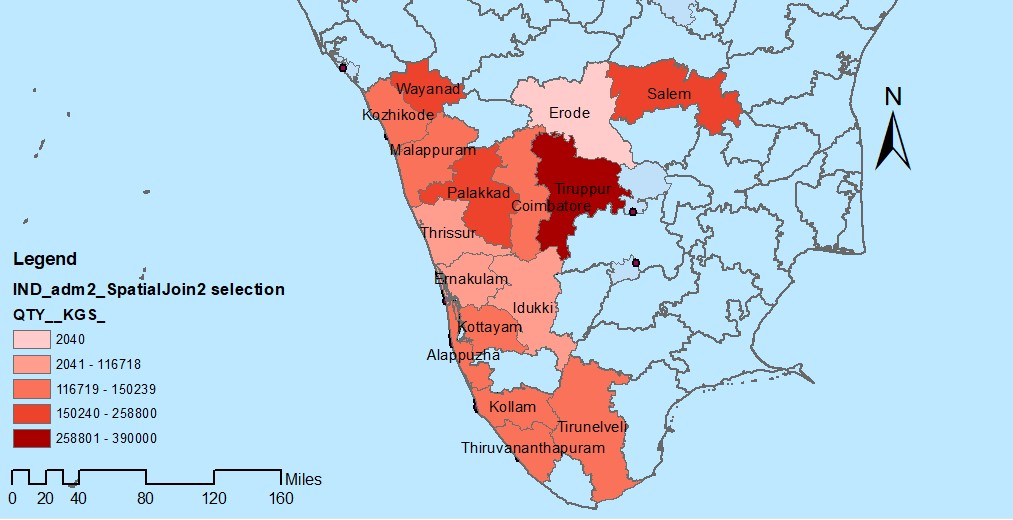 N
Wayanad
Salem
Kozhikode
Erode
Malappuram
Palakkad
Tiruppur
Coimbatore
Thrissur
Ernakulam
Idukki
Kottayam
Alappuzha
Kollam
Tirunelveli
Thiruvananthapuram
Legend
IND_adm2_SpatialJoin2 selection
QTY__KGS_
2040
2041 - 116718
116719 - 150239
150240 - 258800
258801 - 390000
Miles
0 20 40 80 120 160